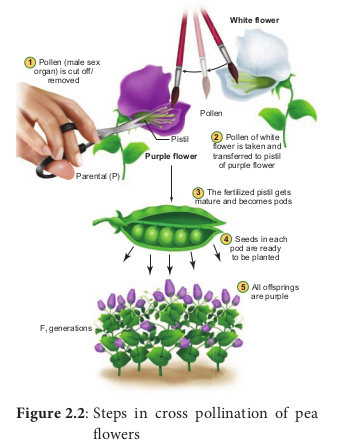 White flower
1 Pollen (male sex
organ) is cut off/
removed
Pollen
Pistil
2 Pollen of white
flower is taken and
transferred to pistil
of purple flower
Purple flower
Parental (P)
3 The fertilized pistil gets
mature and becomes pods
4 Seeds in each
pod are ready
to be planted
5 All offsprings
are purple
F₁ generations
Figure 2.2: Steps in cross pollination of pea
flowers